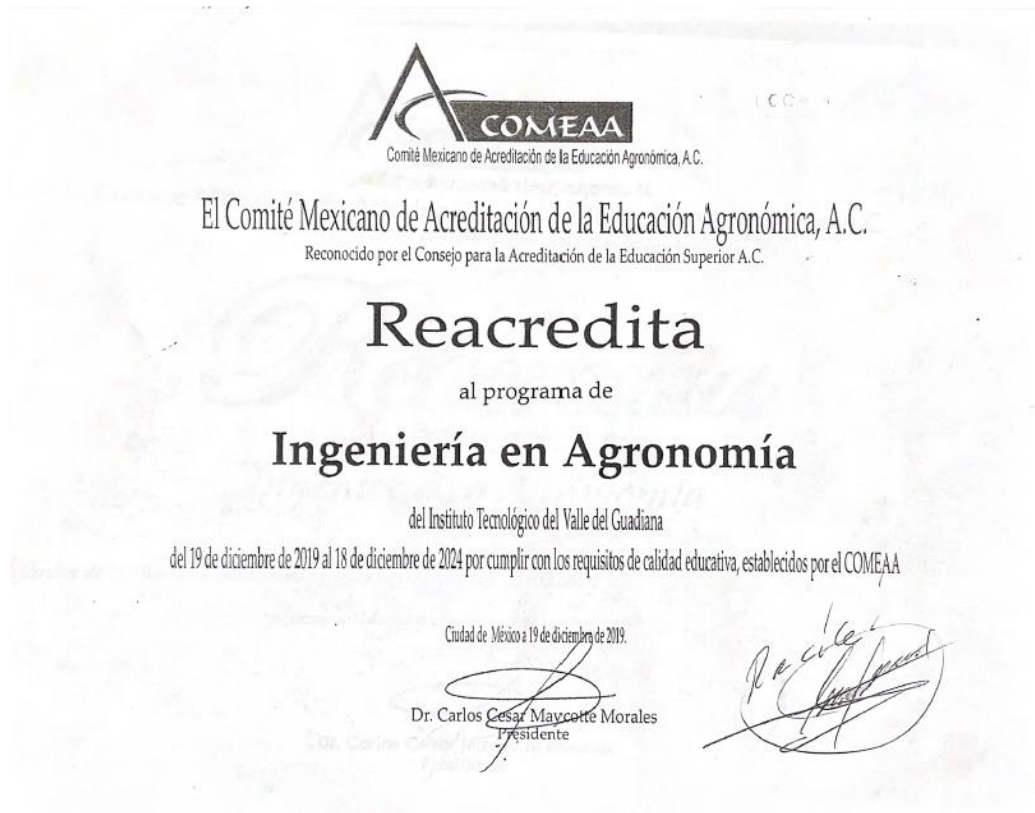 COMEAA
Comité Mexicano de Acreditación de la Educación Agronómica, A.C.
El Comité Mexicano de Acreditación de la Educación Agronómica, A.C.
Reconocido por el Consejo para la Acreditación de la Educación Superior A.C.
Reacredita
al programa de
Ingeniería en Agronomía
del Instituto Tecnológico del Valle del Guadiana
del 19 de diciembre de 2019 al 18 de diciembre de 2024 por cumplir con los requisitos de calidad educativa, establecidos por el COMEAA
Ciudad de México a 19 de diciembre de 2019.
Dr. Carlos Cesar Maycotte Morales
Presidente